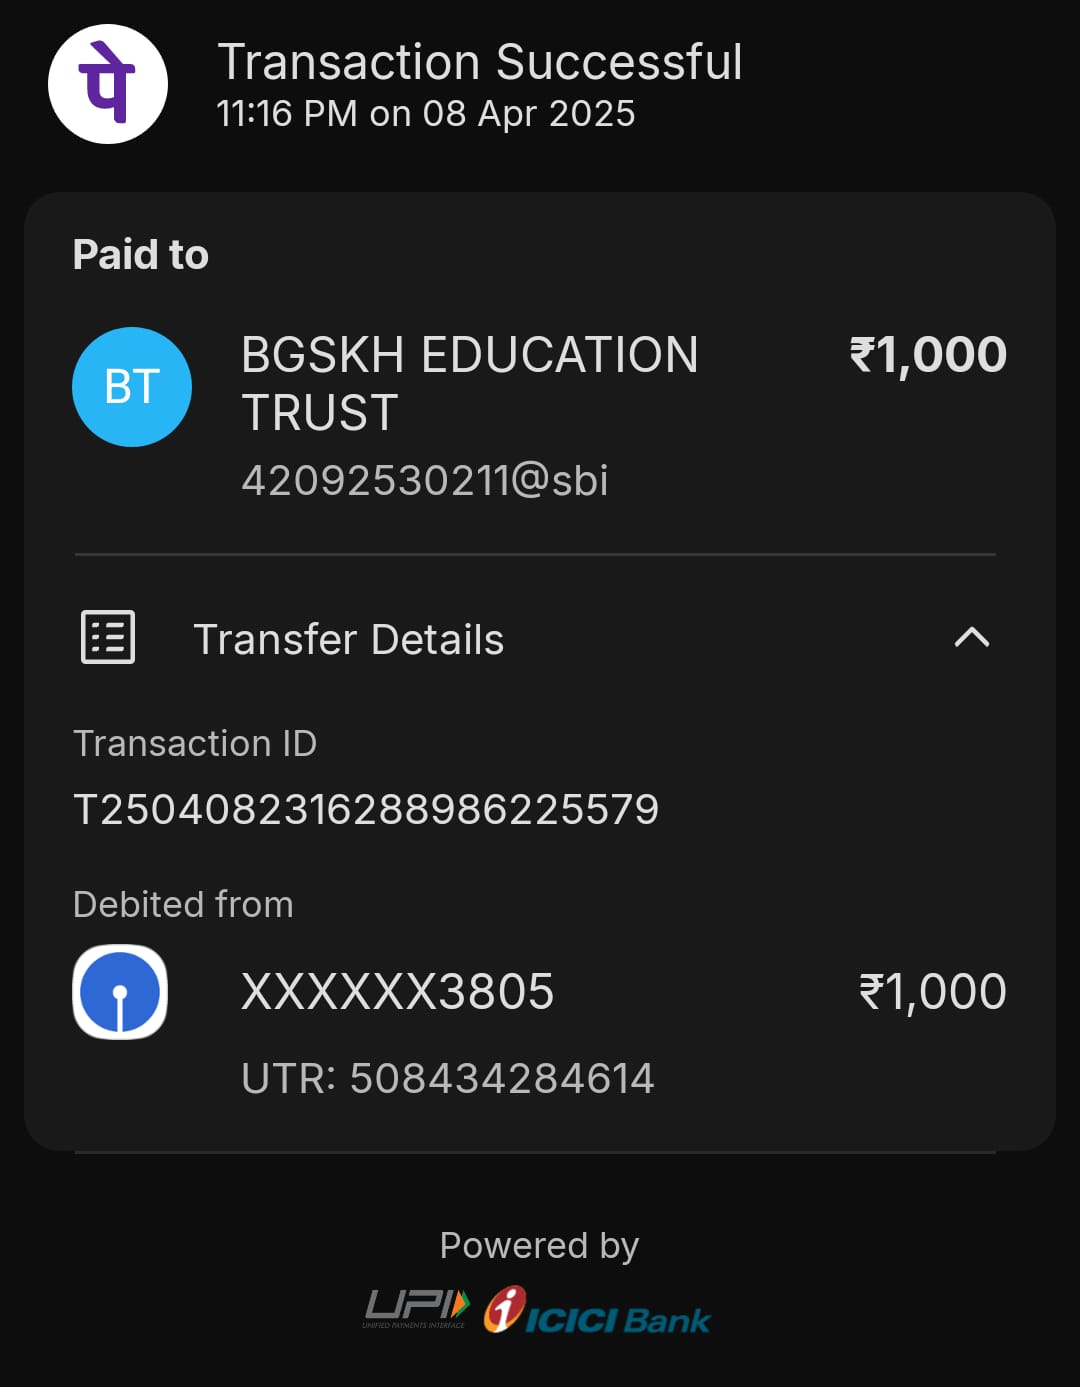 पे
Transaction Successful
11:16 PM on 08 Apr 2025
Paid to
BT
BGSKH EDUCATION
TRUST
₹1,000
42092530211@sbi
Transfer Details
Transaction ID
T2504082316288986225579
Debited from
XXXXXX3805
₹1,000
UTR: 508434284614
Powered by
UPI
UNIFIED PAYMENTS INTERFACE
i ICICI Bank